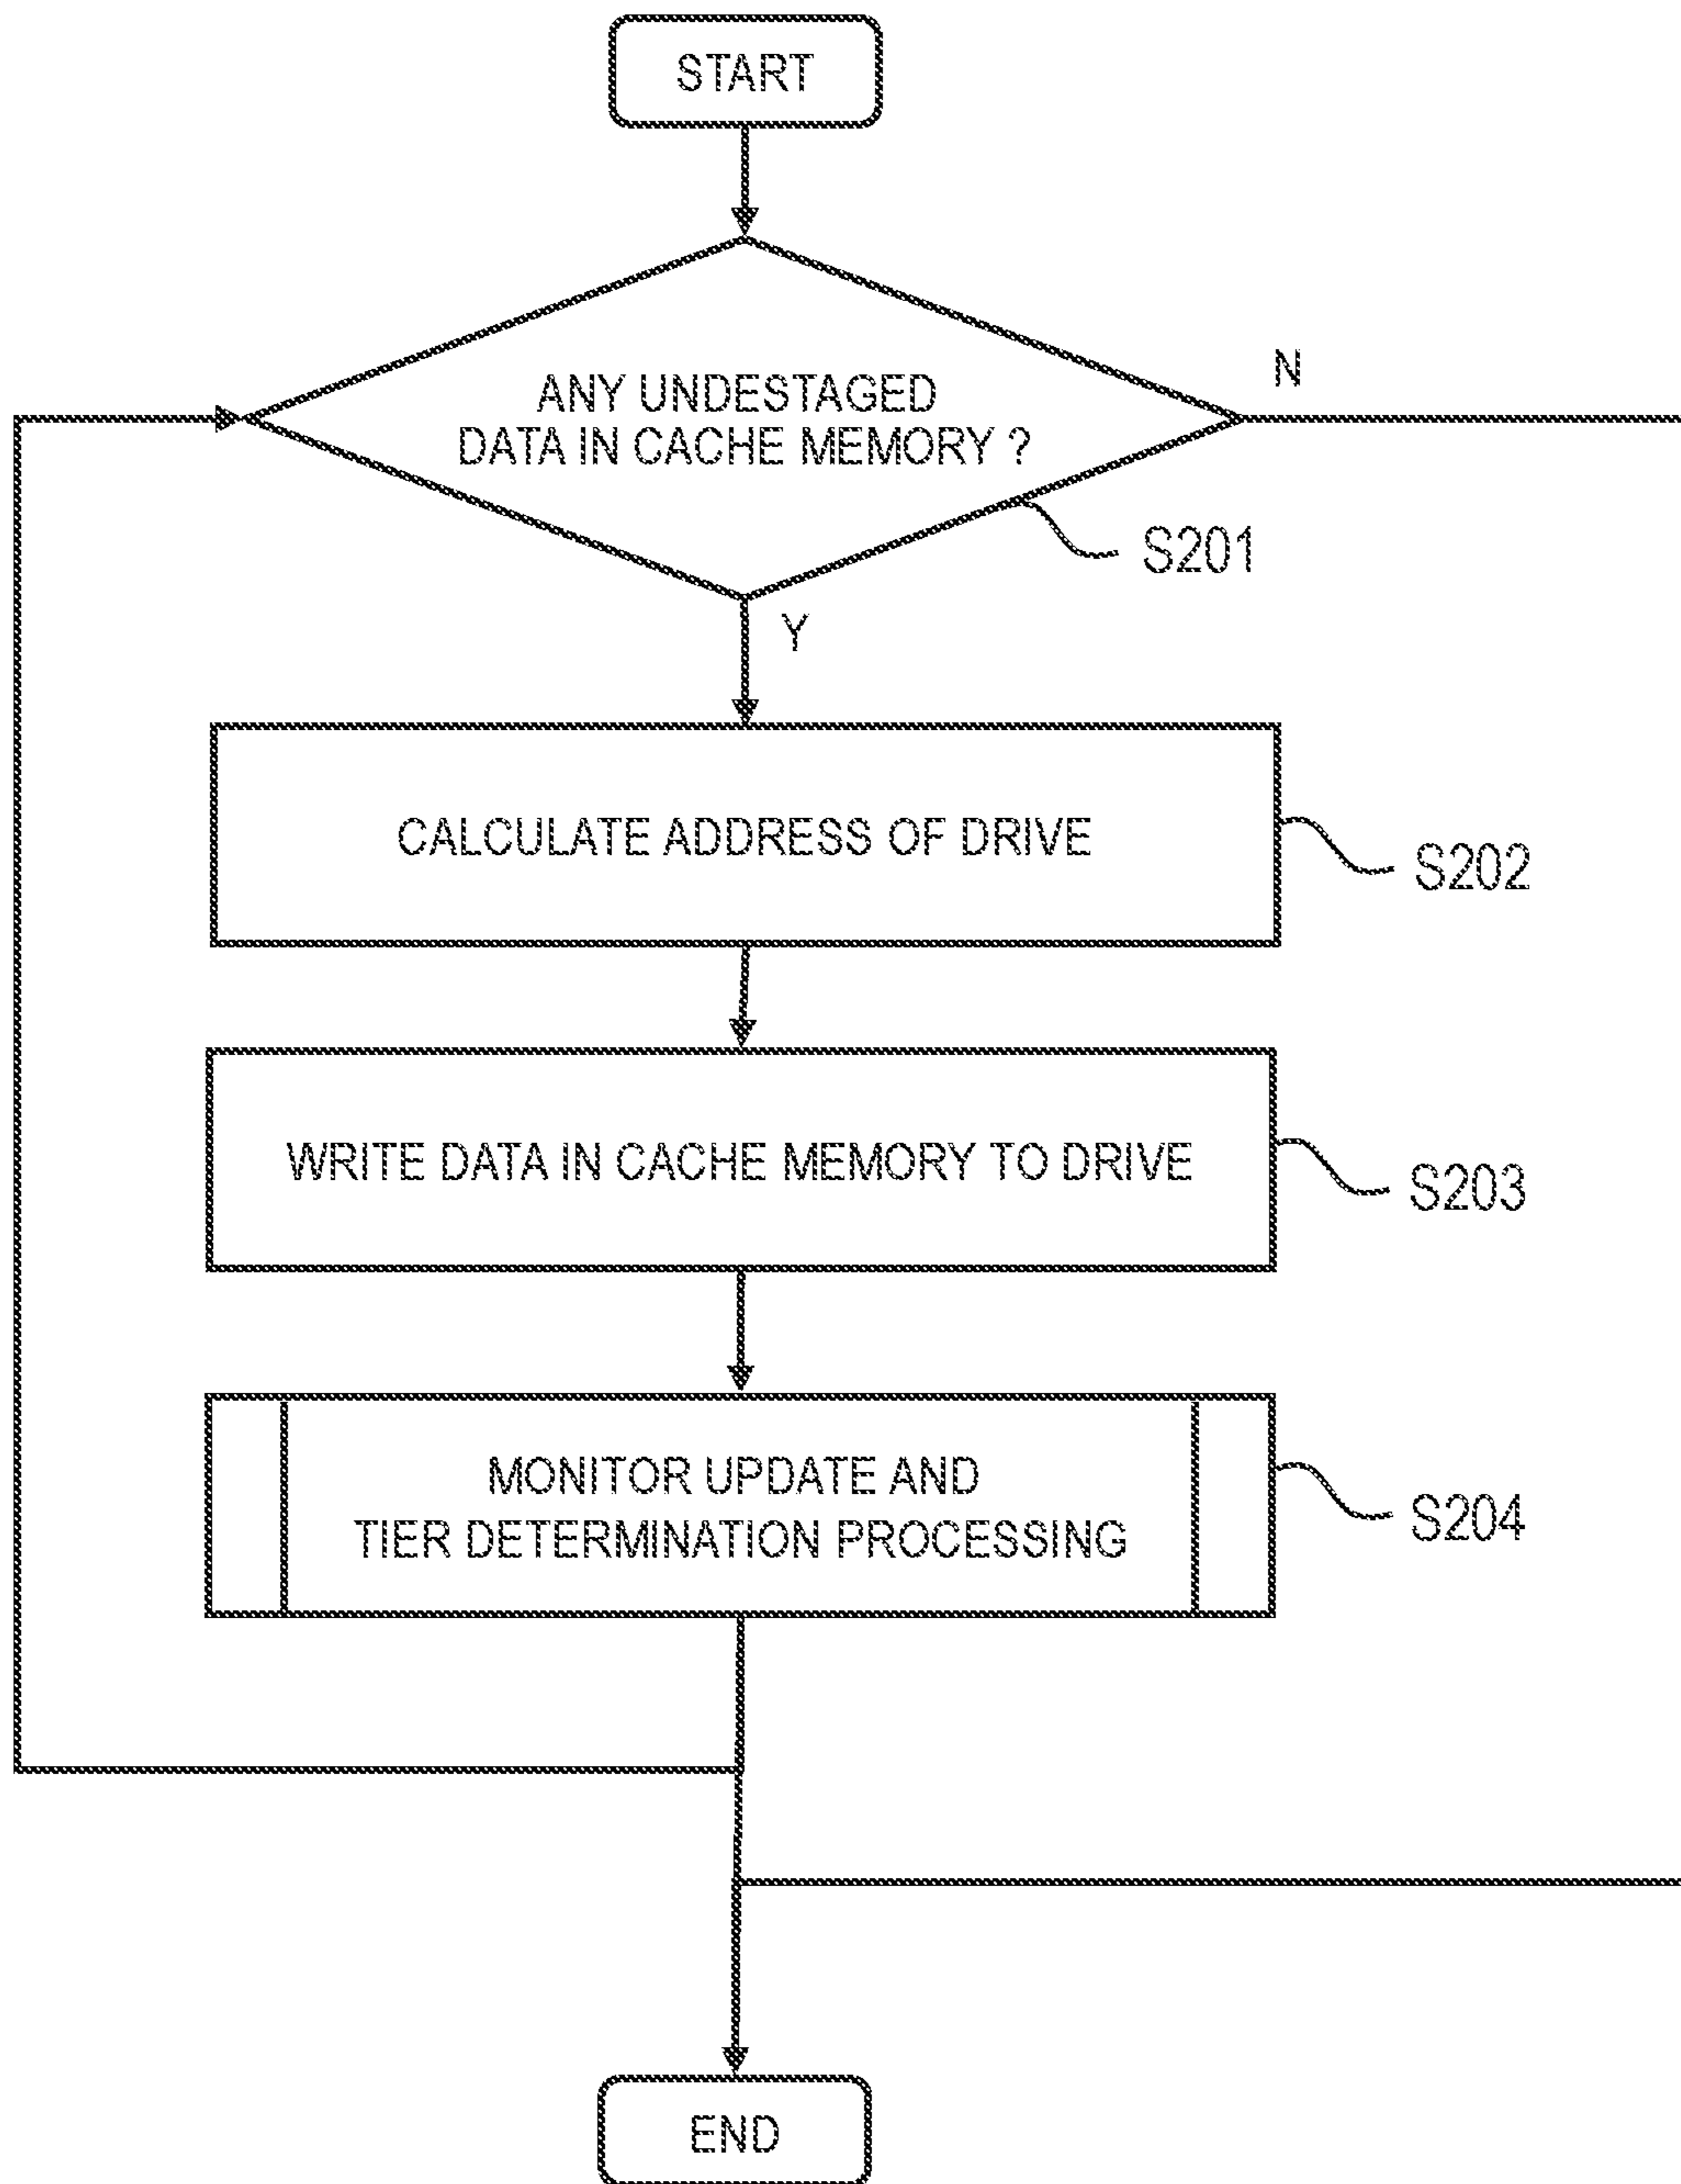 START
ANY UNDESTAGED
DATA IN CACHE MEMORY ?
N
S201
Y
CALCULATE ADDRESS OF DRIVE
S202
WRITE DATA IN CACHE MEMORY TO DRIVE
S203
MONITOR UPDATE AND
TIER DETERMINATION PROCESSING
S204
END